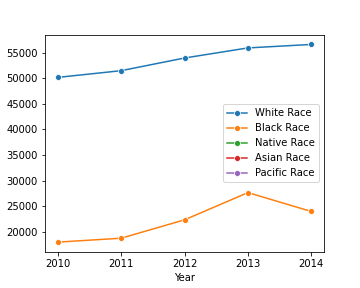 55000
50000
45000
40000
35000
30000
25000
20000
White Race
Black Race
Native Race
Asian Race
Pacific Race
2010 2011 2012 2013 2014
Year